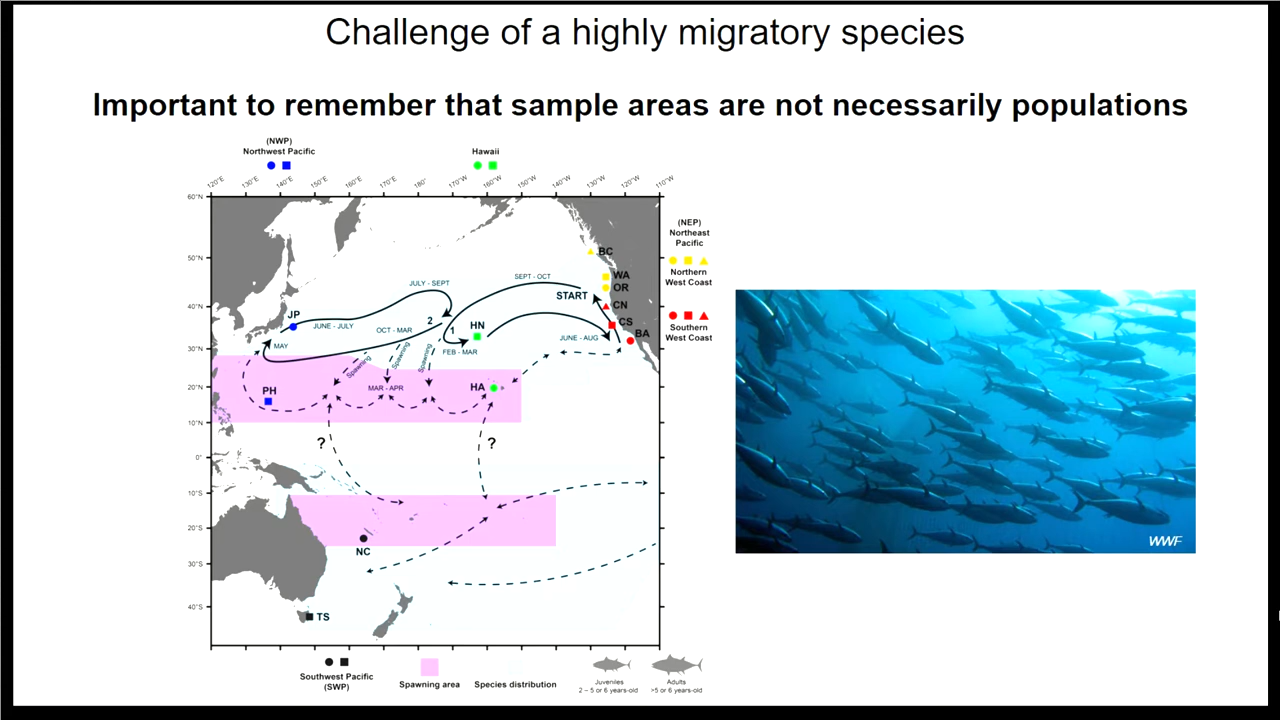 Challenge of a highly migratory species
Important to remember that sample areas are not necessarily populations
(NWP)
Northwest Pacific
Hawaii
120°E
130°E
140°E
150°E
160°E
170°E
180°
170°W
160°W
150°W
140°W
130°W
120°W
110°W
60°N
50°N
40°N
30°N
20°N
10°N
0°
10°S
20°S
30°S
40°S
BC
WA
OR
CN
CS
BA
START
SEPT - OCT
JULY - SEPT
JP
JUNE - JULY
2
1
HN
OCT - MAR
MAY
FEB - MAR
JUNE - AUG
Spawning
Spawning
Spawning
MAR - APR
PH
HA
?
?
NC
TS
(NEP)
Northeast
Pacific
Northern
West Coast
Southern
West Coast
WWF
Southwest Pacific
(SWP)
Spawning area
Species distribution
Juveniles
2 – 5 or 6 years-old
Adults
>5 or 6 years-old